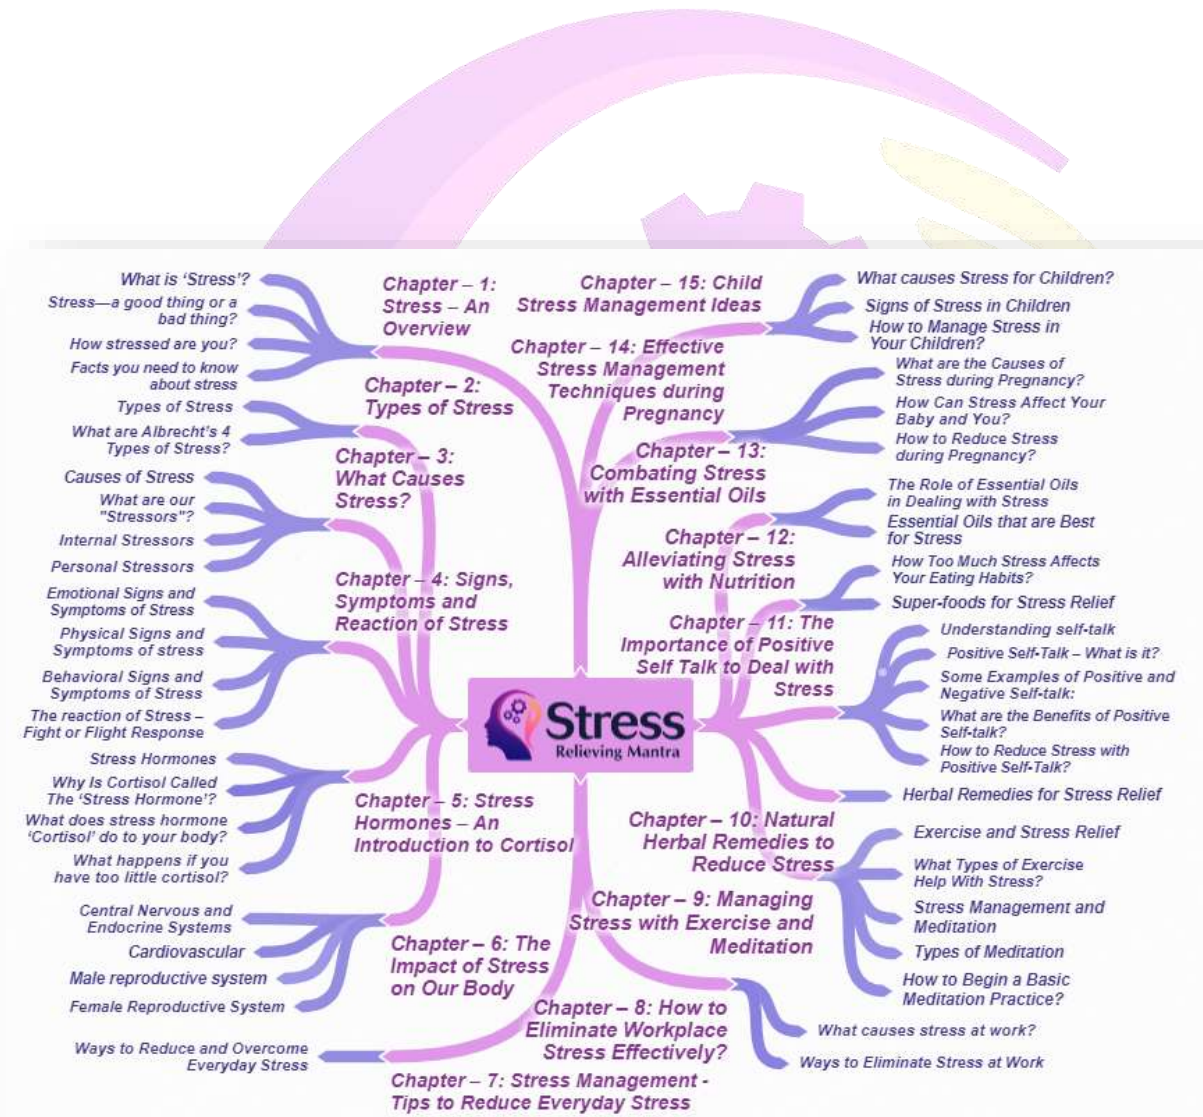 Chapter – 1:
Stress – An
Overview
What is ‘Stress’?
Stress—a good thing or a
bad thing?
How stressed are you?
Facts you need to know
about stress
Chapter – 2:
Types of Stress
Types of Stress
What are Albrecht's 4
Types of Stress?
Chapter – 3:
What Causes
Stress?
Causes of Stress
What are our
"Stressors"?
Internal Stressors
Personal Stressors
Chapter – 4: Signs,
Symptoms and
Reaction of Stress
Emotional Signs and
Symptoms of Stress
Physical Signs and
Symptoms of stress
Behavioral Signs and
Symptoms of Stress
The reaction of Stress –
Fight or Flight Response
Chapter – 5: Stress
Hormones – An
Introduction to Cortisol
Stress Hormones
Why Is Cortisol Called
The ‘Stress Hormone’?
What does stress hormone
‘Cortisol’ do to your body?
What happens if you
have too little cortisol?
Chapter – 6: The
Impact of Stress
on Our Body
Central Nervous and
Endocrine Systems
Cardiovascular
Male reproductive system
Female Reproductive System
Chapter – 7: Stress Management -
Tips to Reduce Everyday Stress
Ways to Reduce and Overcome
Everyday Stress
Stress
Relieving Mantra
Chapter – 15: Child
Stress Management Ideas
What causes Stress for Children?
Signs of Stress in Children
How to Manage Stress in
Your Children?
Chapter – 14: Effective
Stress Management
Techniques during
Pregnancy
What are the Causes of
Stress during Pregnancy?
How Can Stress Affect Your
Baby and You?
How to Reduce Stress
during Pregnancy?
Chapter – 13:
Combating Stress
with Essential Oils
The Role of Essential Oils
in Dealing with Stress
Essential Oils that are Best
for Stress
Chapter – 12:
Alleviating Stress
with Nutrition
How Too Much Stress Affects
Your Eating Habits?
Super-foods for Stress Relief
Chapter – 11: The
Importance of Positive
Self Talk to Deal with
Stress
Understanding self-talk
Positive Self-Talk – What is it?
Some Examples of Positive and
Negative Self-talk:
What are the Benefits of Positive
Self-talk?
How to Reduce Stress with
Positive Self-Talk?
Chapter – 10: Natural
Herbal Remedies to
Reduce Stress
Herbal Remedies for Stress Relief
Chapter – 9: Managing
Stress with Exercise and
Meditation
Exercise and Stress Relief
What Types of Exercise
Help With Stress?
Stress Management and
Meditation
Types of Meditation
How to Begin a Basic
Meditation Practice?
Chapter – 8: How to
Eliminate Workplace
Stress Effectively?
What causes stress at work?
Ways to Eliminate Stress at Work